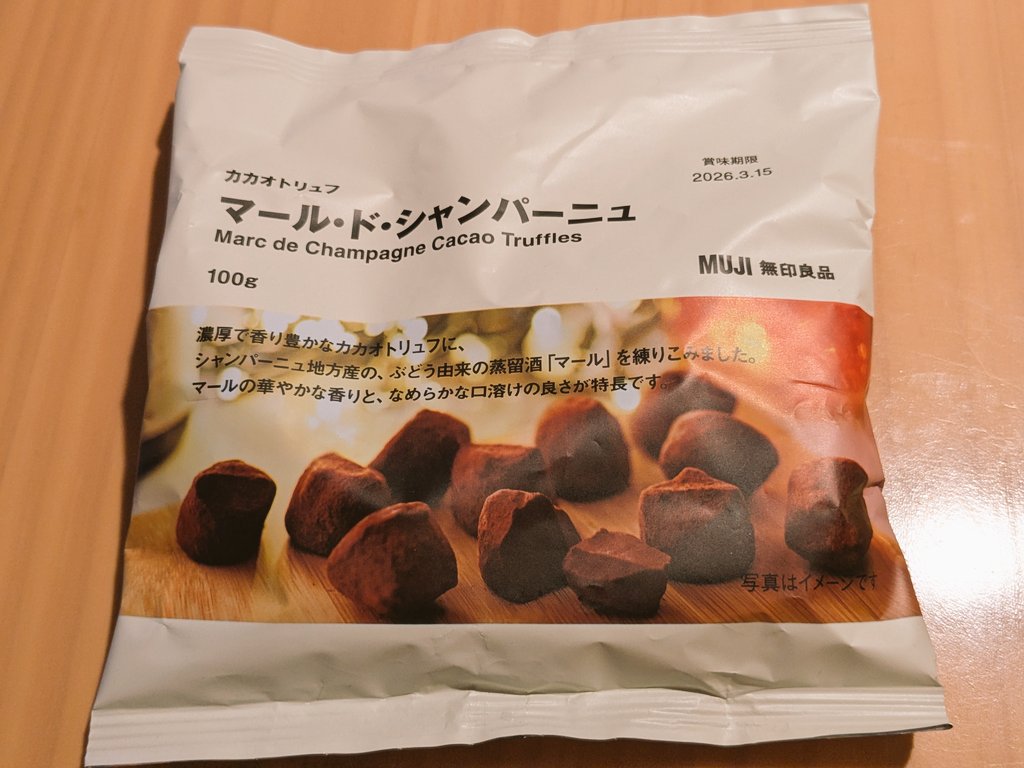 カカオトリュフ
マール・ド・シャンパーニュ
Marc de Champagne Cacao Truffles
100g
賞味期限
2026.3.15
MUJI 無印良品
濃厚で香り豊かなカカオトリュフに、
シャンパーニュ地方産の、ぶどう由来の蒸留酒「マール」を練りこみました。
マールの華やかな香りと、なめらかな口溶けの良さが特長です。
写真はイメージです